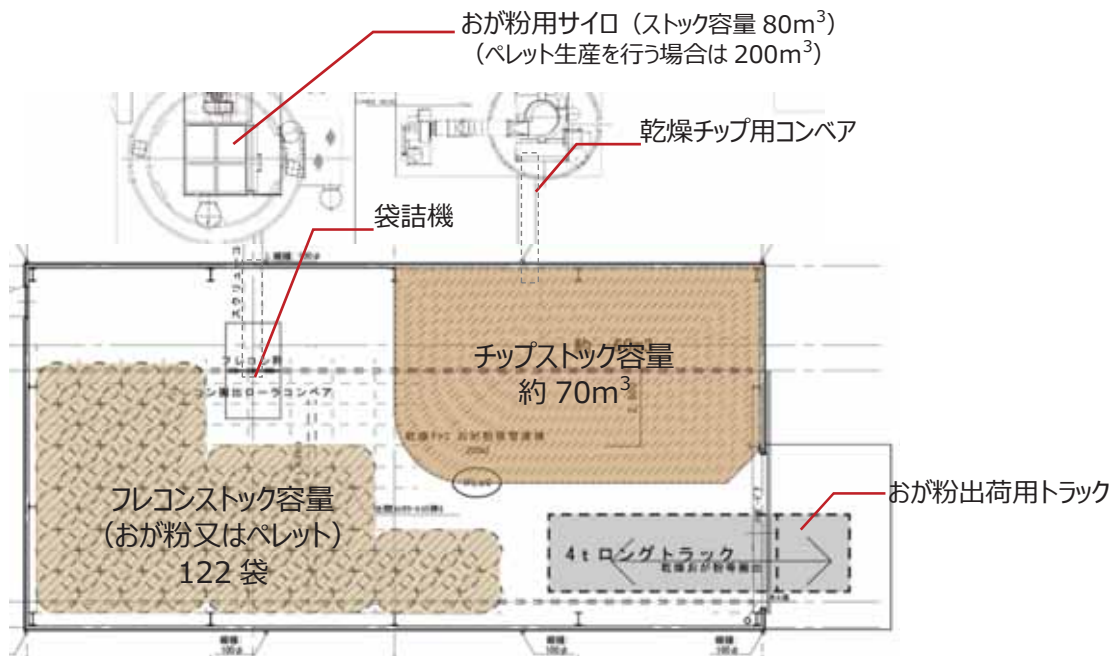 おが粉用サイロ（ストック容量 80m³）
（ペレット生産を行う場合は 200m³）
乾燥チップ用コンベア
袋詰機
チップストック容量
約 70m³
フレコンストック容量
（おが粉又はペレット）
122 袋
おが粉出荷用トラック
4ｔロングトラック